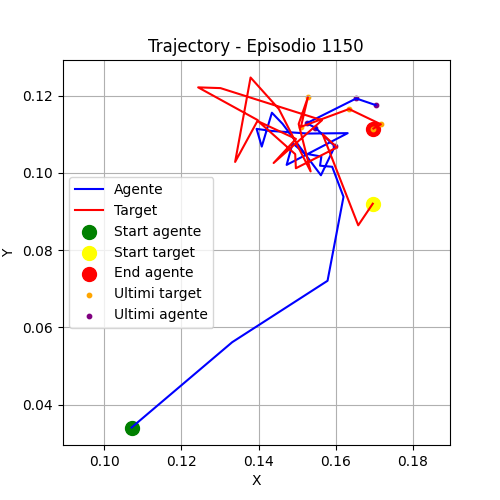 Trajectory - Episodio 1150
Y
0.12
0.10
0.08
0.06
0.04
Agente
Target
Start agente
Start target
End agente
Ultimi target
Ultimi agente
0.10 0.12 0.14 0.16 0.18
X